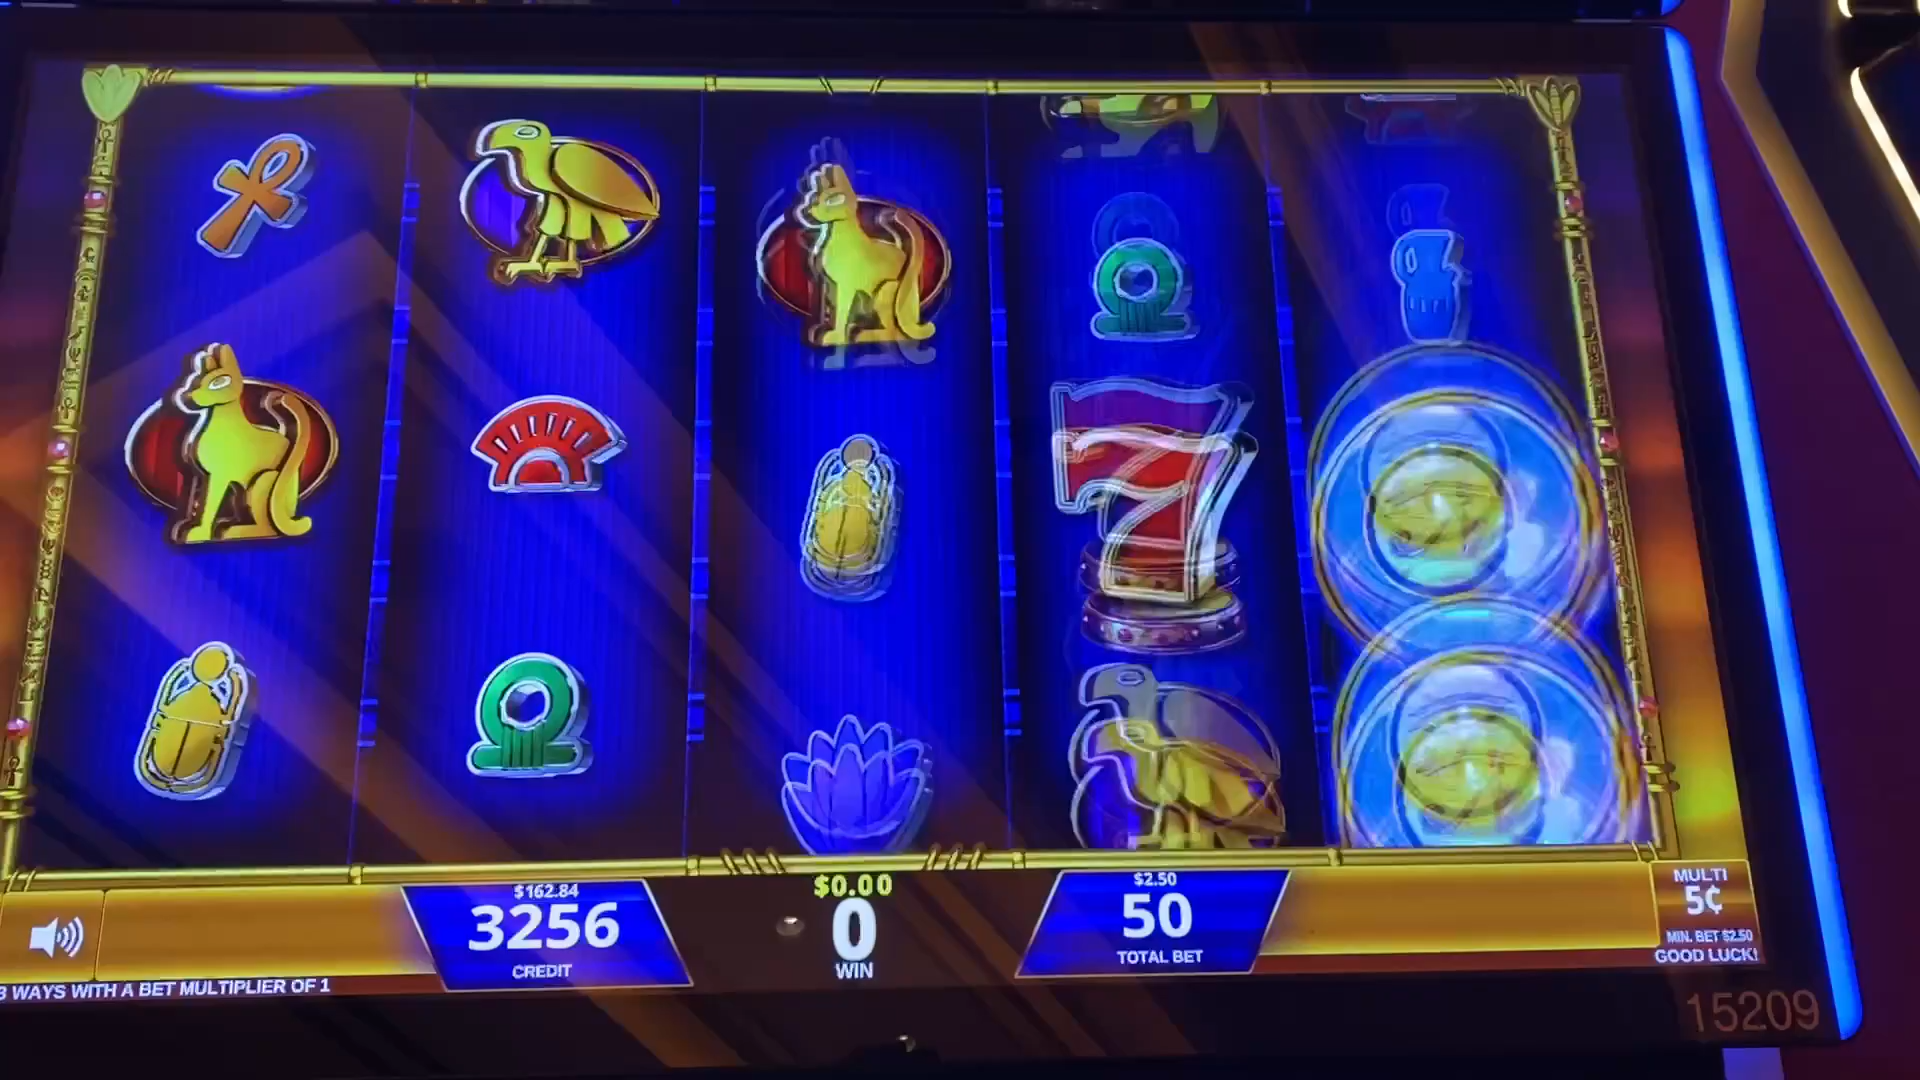 $162.84
3256
CREDIT
$0.00
0
WIN
$2.50
50
TOTAL BET
MULTI
5¢
MIN. BET $2.50
GOOD LUCK!
3 WAYS WITH A BET MULTIPLIER OF 1
15209